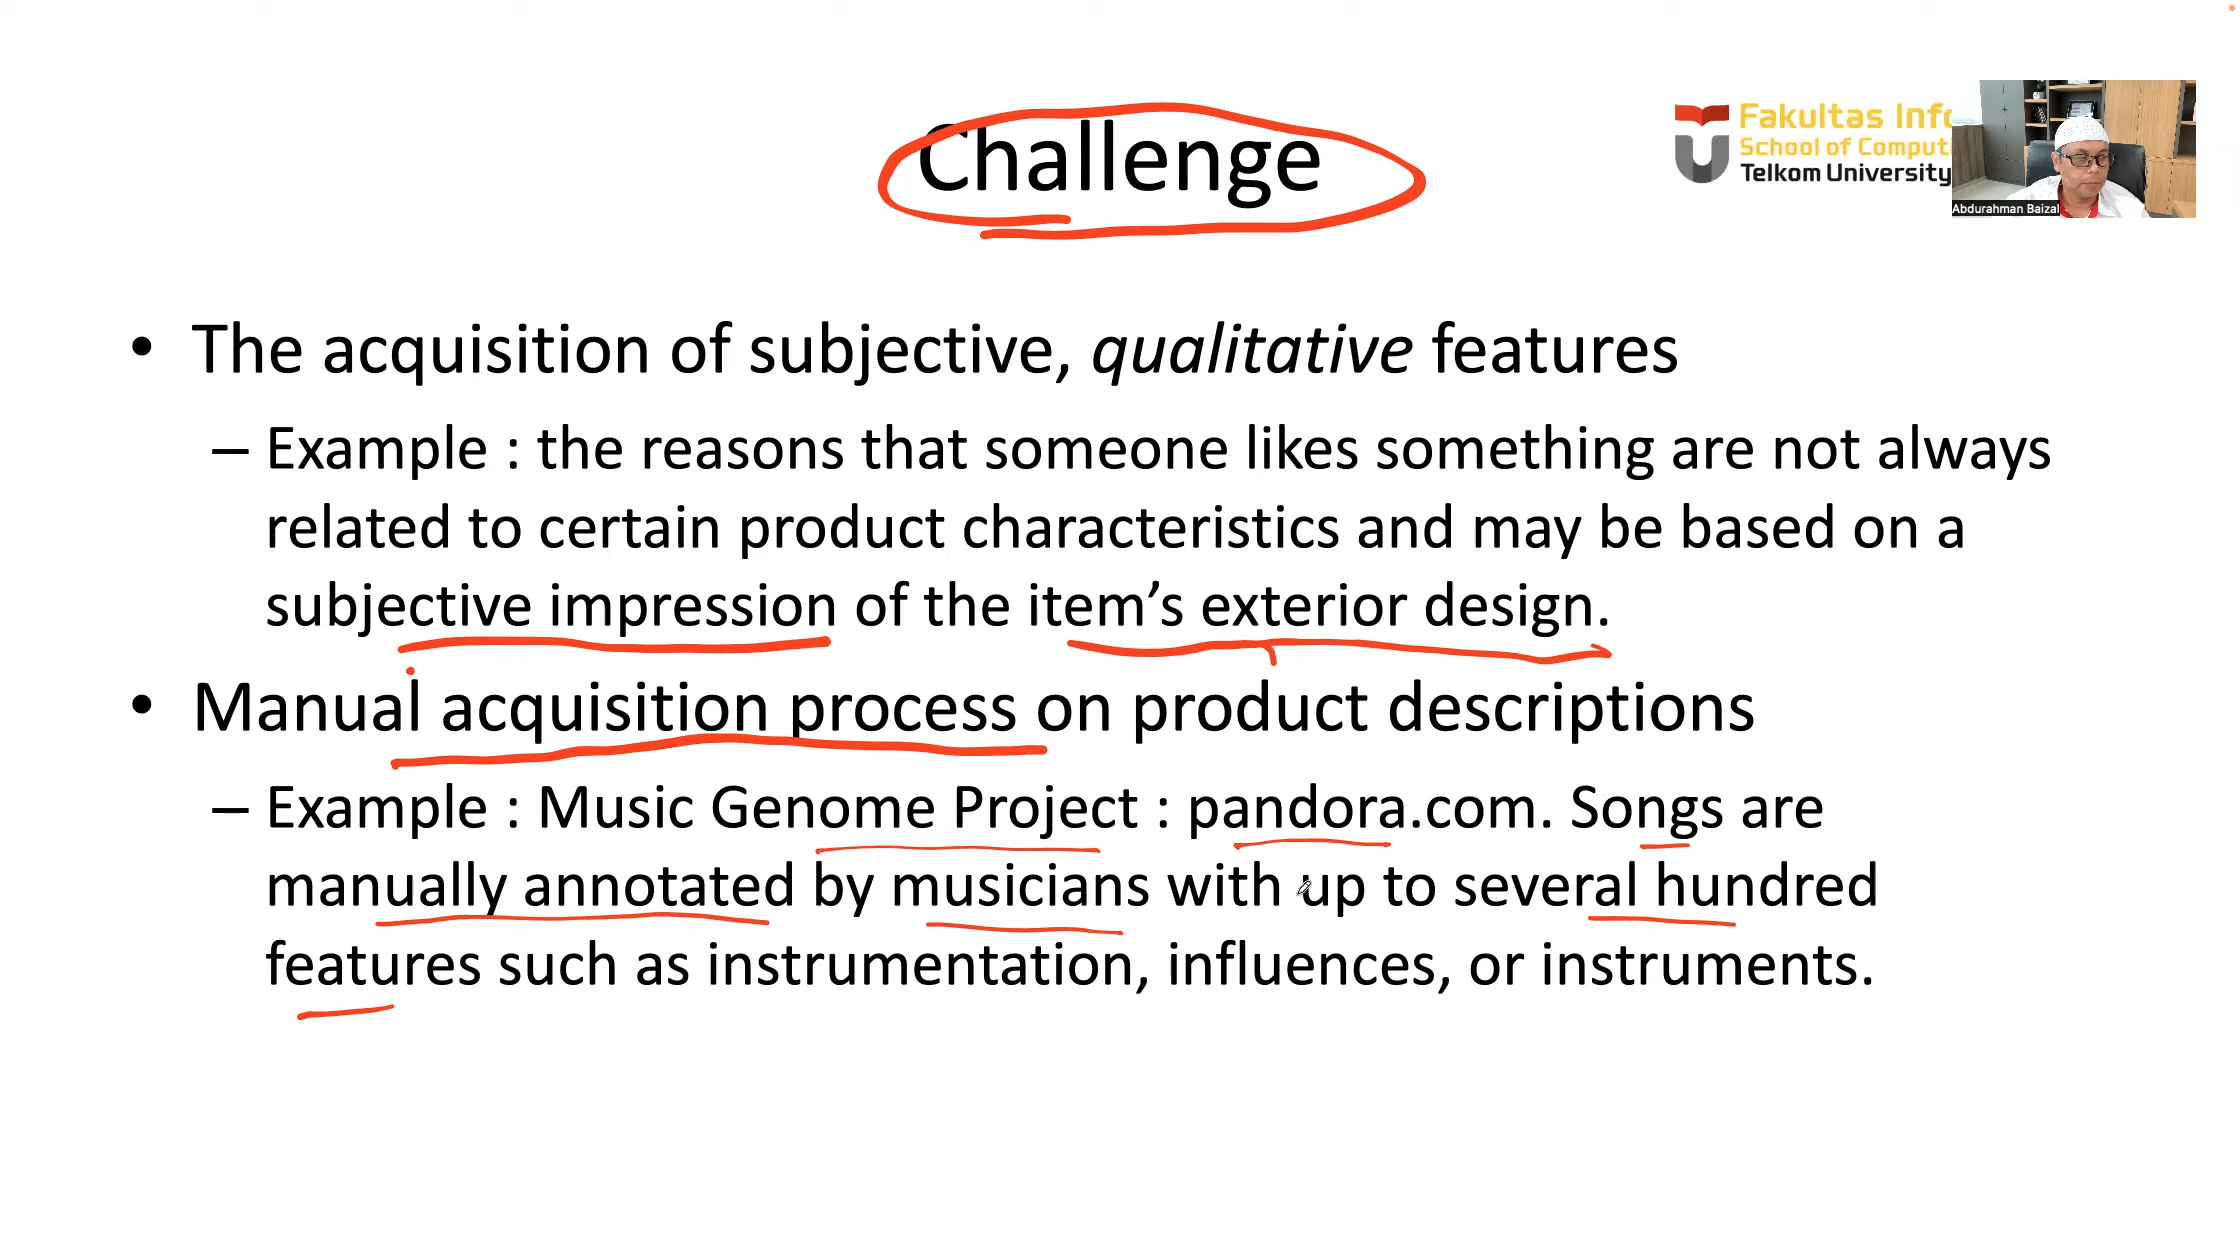 Challenge
Fakultas Info
School of Comput
Telkom University
Abdurahman Baizal
• The acquisition of subjective, qualitative features
– Example : the reasons that someone likes something are not always
related to certain product characteristics and may be based on a
subjective impression of the item’s exterior design.
• Manual acquisition process on product descriptions
– Example : Music Genome Project : pandora.com. Songs are
manually annotated by musicians with up to several hundred
features such as instrumentation, influences, or instruments.